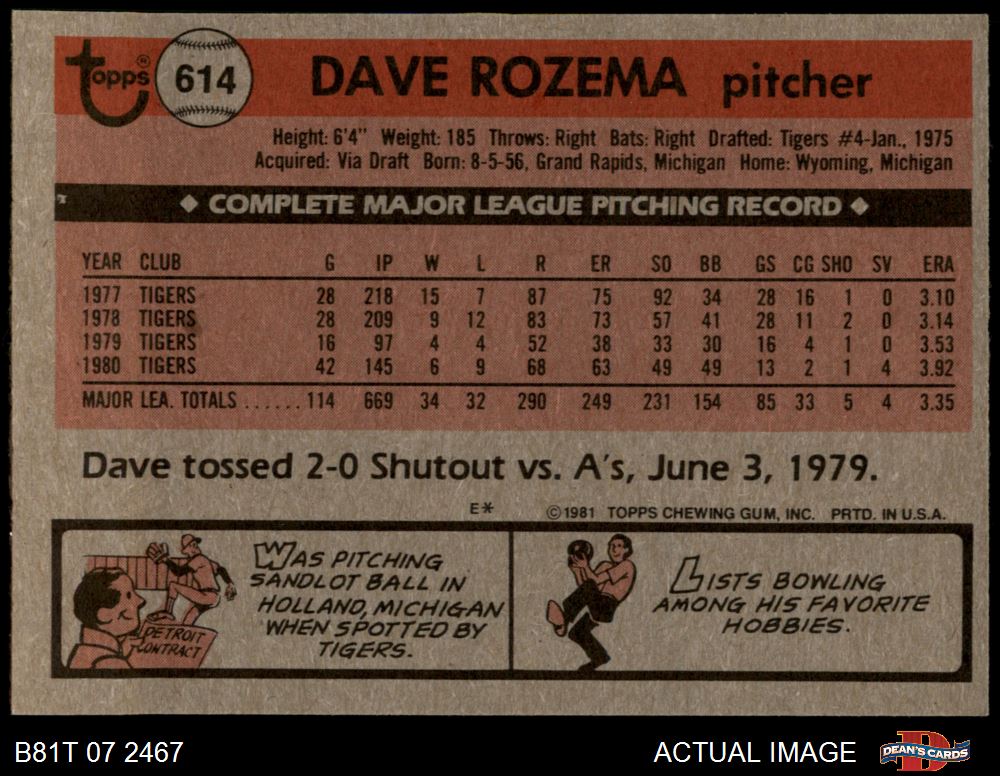 Topps® 614 DAVE ROZEMA pitcher
Height: 6'4" Weight: 185 Throws: Right Bats: Right Drafted: Tigers #4-Jan., 1975
Acquired: Via Draft Born: 8-5-56, Grand Rapids, Michigan Home: Wyoming, Michigan
◆ COMPLETE MAJOR LEAGUE PITCHING RECORD ◆
YEAR CLUB G IP W L R ER SO BB GS CG SHO SV ERA
1977 TIGERS 28 218 15 7 87 75 92 34 28 16 1 0 3.10
1978 TIGERS 28 209 9 12 83 73 57 41 28 11 2 0 3.14
1979 TIGERS 16 97 4 4 52 38 33 30 16 4 1 0 3.53
1980 TIGERS 42 145 6 9 68 63 49 49 13 2 1 4 3.92
MAJOR LEA. TOTALS ......114 669 34 32 290 249 231 154 85 33 5 4 3.35
Dave tossed 2-0 Shutout vs. A's, June 3, 1979.
E* ©1981 TOPPS CHEWING GUM, INC. PRTD. IN U.S.A.
WAS PITCHING
SANDLOT BALL IN
HOLLAND, MICHIGAN
WHEN SPOTTED BY
TIGERS.
DETROIT
CONTRACT
LISTS BOWLING
AMONG HIS FAVORITE
HOBBIES.
B81T 07 2467 ACTUAL IMAGE DEAN'S CARDS